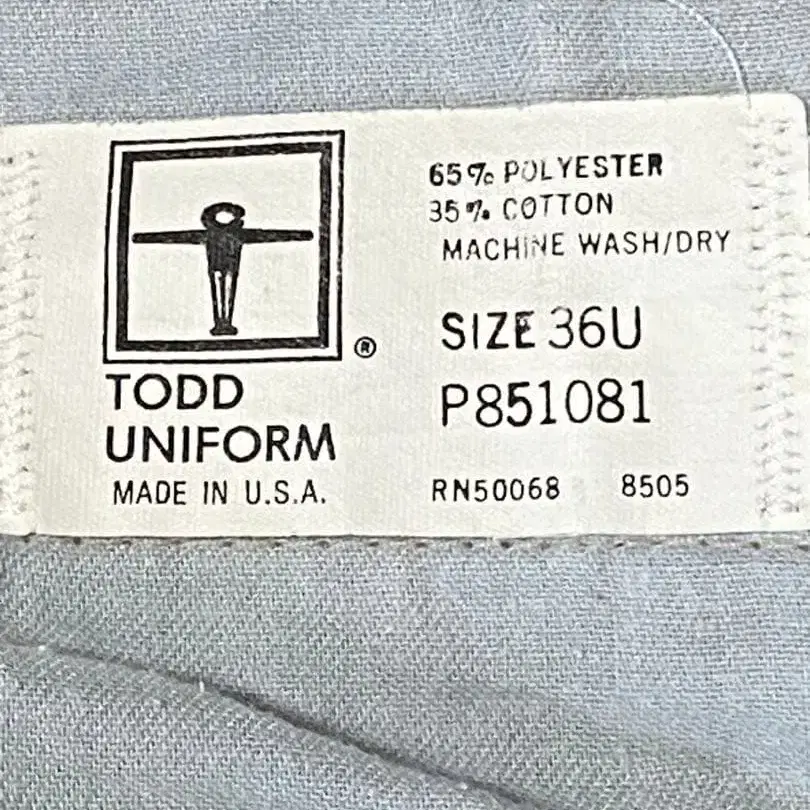 65% POLYESTER
35% COTTON
MACHINE WASH/DRY
SIZE 36U
P851081
®
TODD
UNIFORM
MADE IN U.S.A.
RN50068 8505